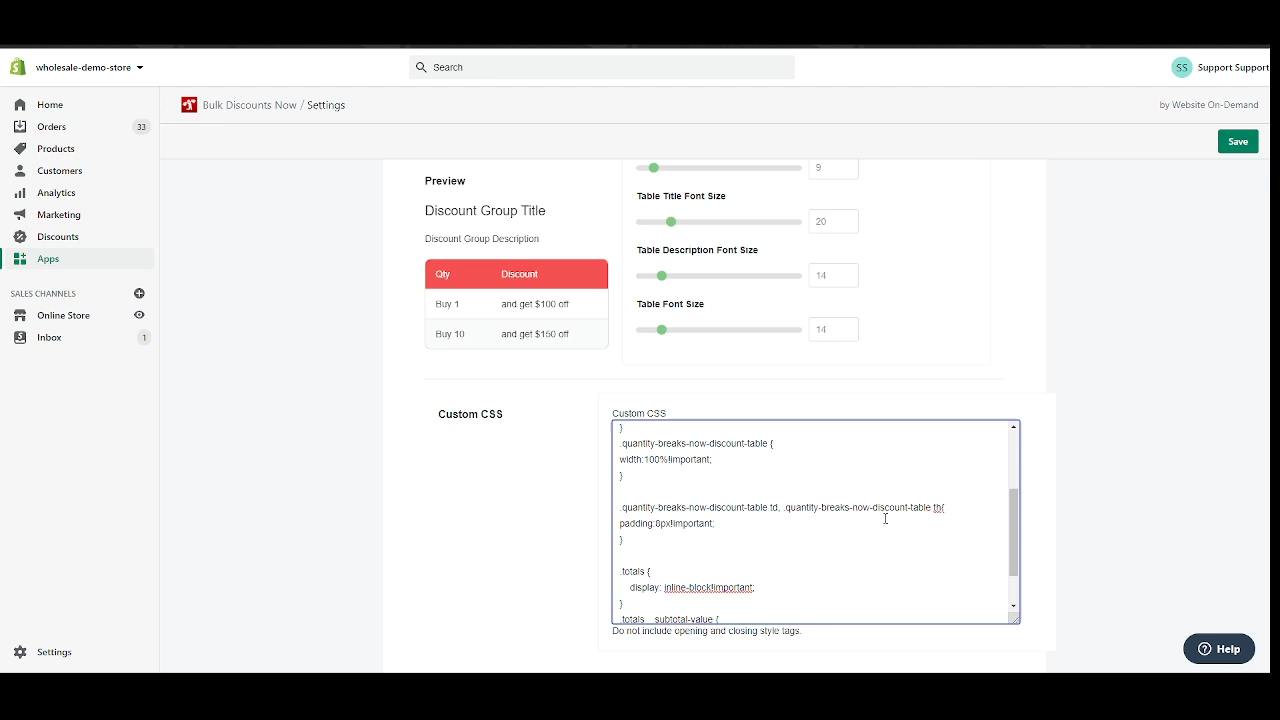 wholesale-demo-store
Search
SS Support Support
Home
Orders 33
Products
Customers
Analytics
Marketing
Discounts
Apps
SALES CHANNELS
Online Store
Inbox 1
Settings
Bulk Discounts Now / Settings
by Website On-Demand
Save
Preview
Discount Group Title
Discount Group Description
Qty Discount
Buy 1 and get $100 off
Buy 10 and get $150 off
9
Table Title Font Size
20
Table Description Font Size
14
Table Font Size
14
Custom CSS
Custom CSS
}
.quantity-breaks-now-discount-table {
width:100%!important;
}
.quantity-breaks-now-discount-table td, .quantity-breaks-now-discount-table th{
padding:8px!important;
}
.totals {
display: inline-block!important;
}
.totals__subtotal-value {
Do not include opening and closing style tags.
Help